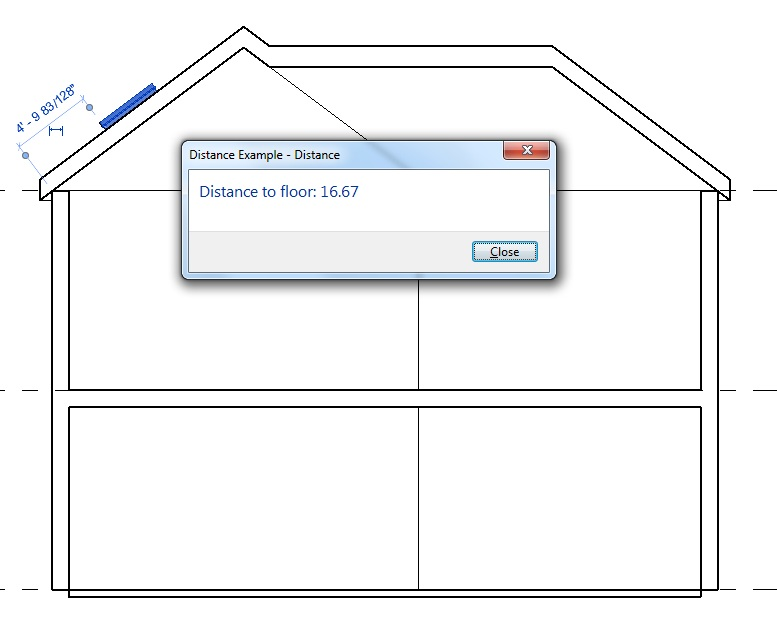 4' - 9 83/128"
Distance Example - Distance
Distance to floor: 16.67
Close